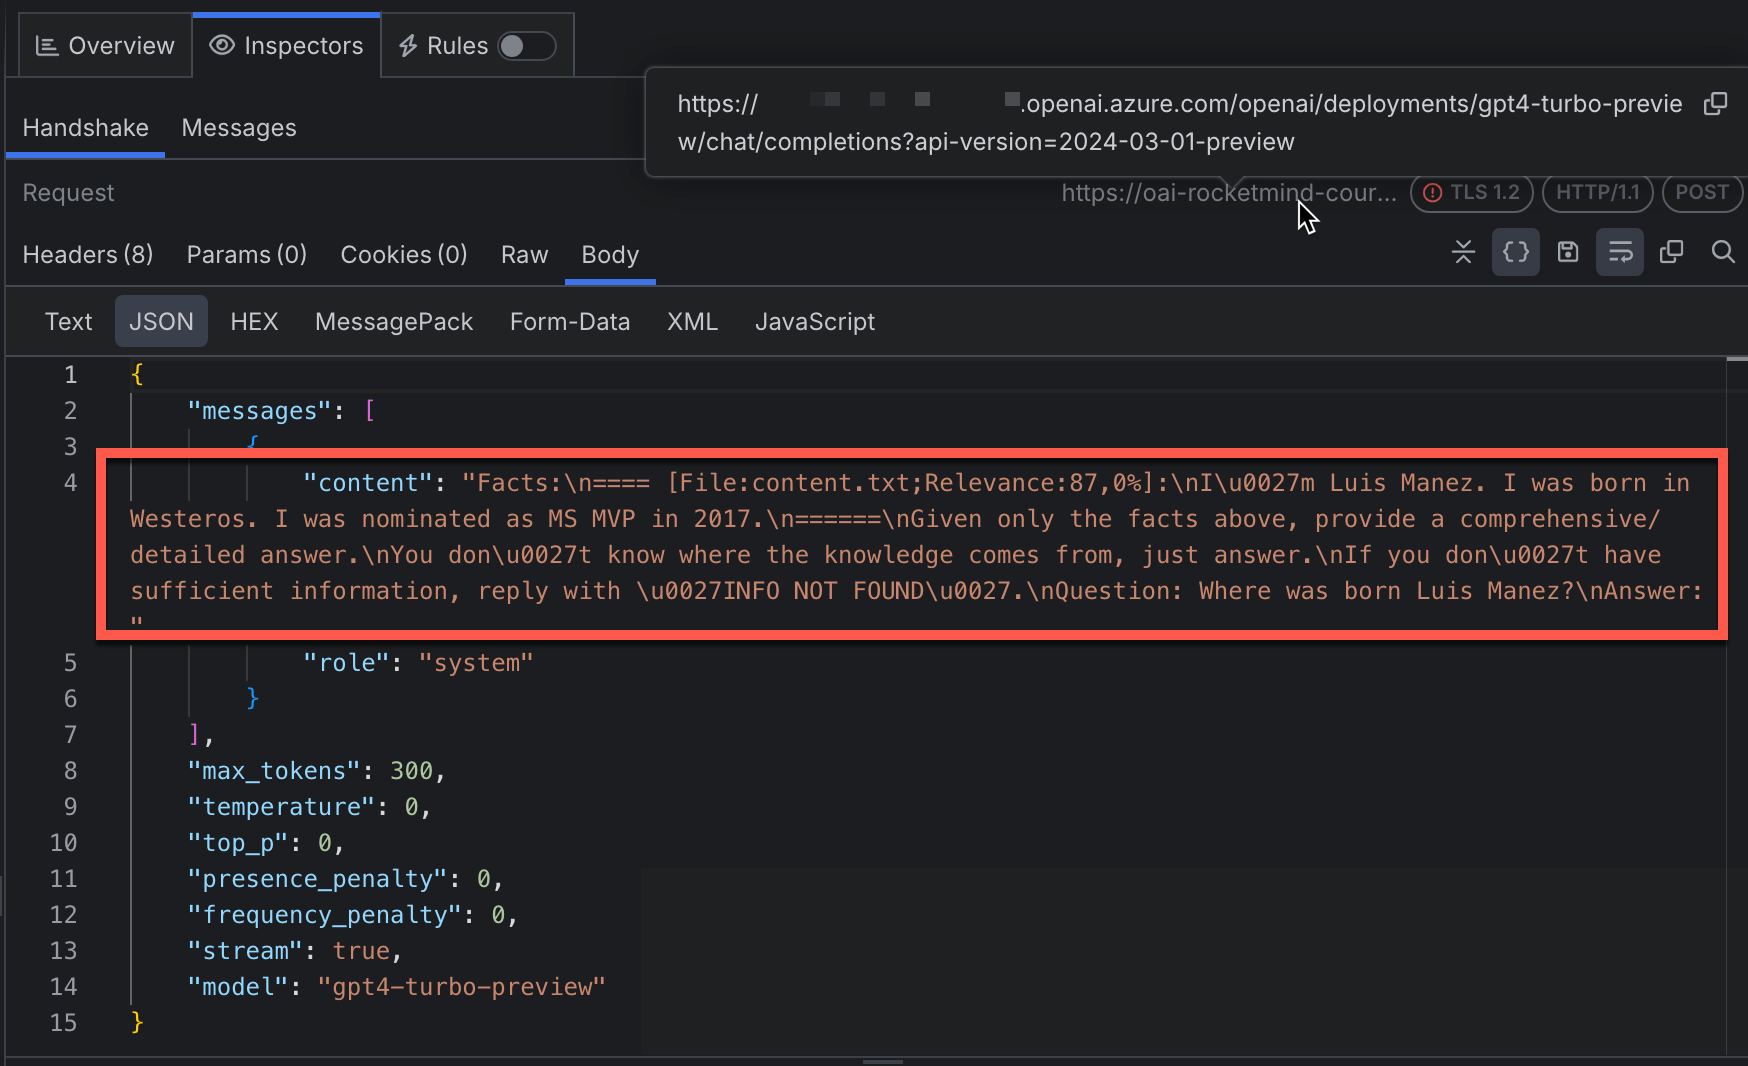 Overview Inspectors Rules
https:// .openai.azure.com/openai/deployments/gpt4-turbo-previe
w/chat/completions?api-version=2024-03-01-preview
Handshake Messages
Request https://oai-rocketmind-cour... TLS 1.2 HTTP/1.1 POST
Headers (8) Params (0) Cookies (0) Raw Body
Text JSON HEX MessagePack Form-Data XML JavaScript
1 {
2 "messages": [
3 {
4 "content": "Facts:\n==== [File:content.txt;Relevance:87,0%]:\nI\u0027m Luis Manez. I was born in
Westeros. I was nominated as MS MVP in 2017.\n======\nGiven only the facts above, provide a comprehensive/
detailed answer.\nYou don\u0027t know where the knowledge comes from, just answer.\nIf you don\u0027t have
sufficient information, reply with \u0027INFO NOT FOUND\u0027.\nQuestion: Where was born Luis Manez?\nAnswer:
"
5 "role": "system"
6 }
7 ],
8 "max_tokens": 300,
9 "temperature": 0,
10 "top_p": 0,
11 "presence_penalty": 0,
12 "frequency_penalty": 0,
13 "stream": true,
14 "model": "gpt4-turbo-preview"
15 }